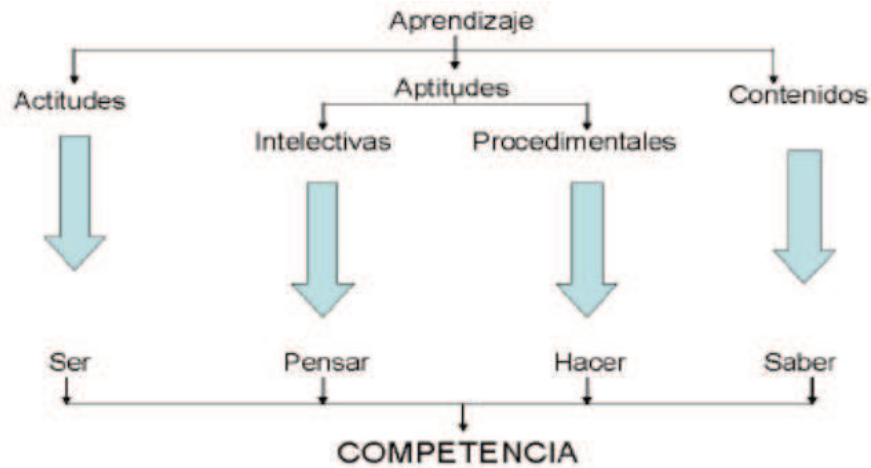 Aprendizaje
Actitudes
Aptitudes
Contenidos
Intelectivas
Procedimentales
Ser
Pensar
Hacer
Saber
COMPETENCIA